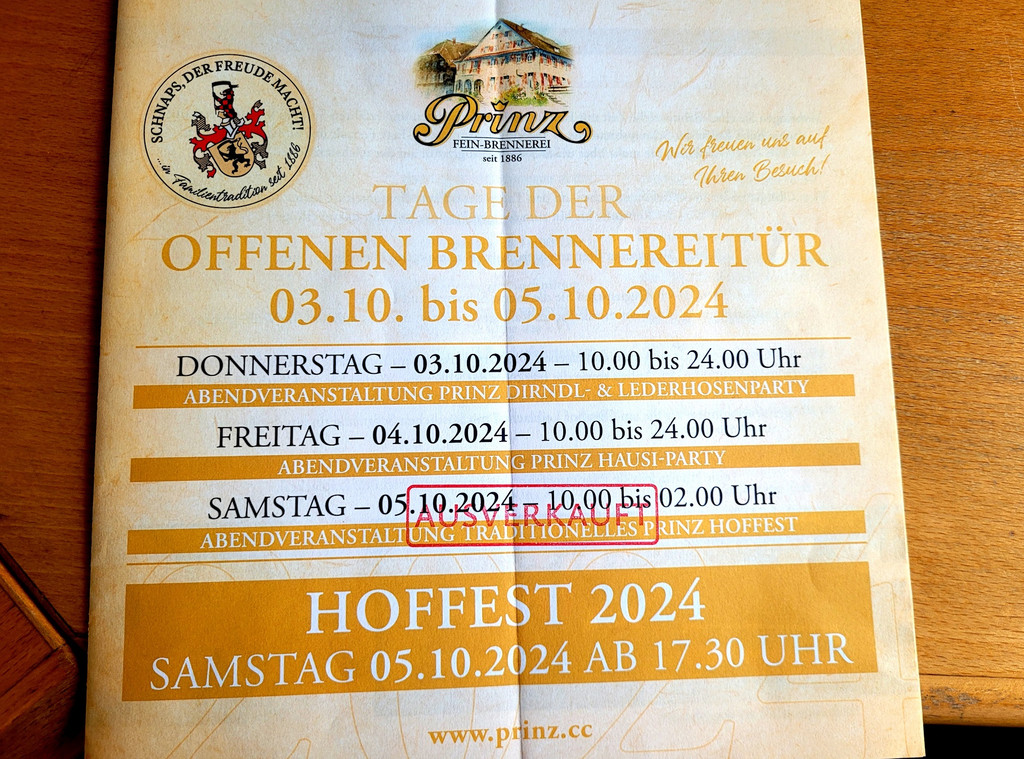 SCHNAPS, DER FREUDE MACHT!
... in Familientradition seit 1886
Prinz
FEIN-BRENNEREI
seit 1886
Wir freuen uns auf
Ihren Besuch!
TAGE DER
OFFENEN BRENNEREITÜR
03.10. bis 05.10.2024
DONNERSTAG – 03.10.2024 – 10.00 bis 24.00 Uhr
ABENDVERANSTALTUNG PRINZ DIRNDL- & LEDERHOSENPARTY
FREITAG – 04.10.2024 – 10.00 bis 24.00 Uhr
ABENDVERANSTALTUNG PRINZ HAUSI-PARTY
SAMSTAG – 05.10.2024 – 10.00 bis 02.00 Uhr
AUSVERKAUFT
ABENDVERANSTALTUNG TRADITIONELLES PRINZ HOFFEST
HOFFEST 2024
SAMSTAG 05.10.2024 AB 17.30 UHR
www.prinz.cc